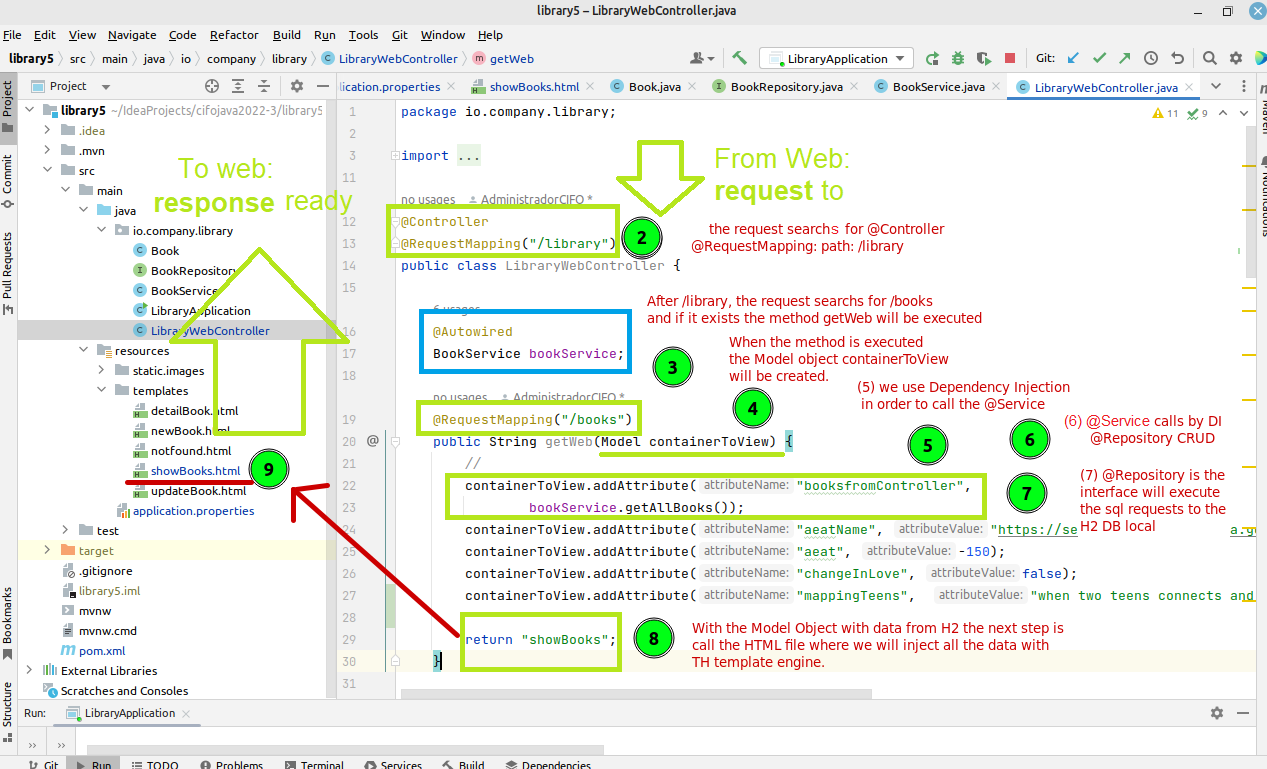 library5 – LibraryWebController.java
File Edit View Navigate Code Refactor Build Run Tools Git Window Help
library5 src main java io company library LibraryWebController getWeb
LibraryApplication
Git:
Project
lication.properties showBooks.html Book.java BookRepository.java BookService.java LibraryWebController.java
Project
Commit
Pull Requests
Bookmarks
Structure
Notifications
library5 ~/IdeaProjects/cifojava2022-3/library5
.idea
.mvn
src
main
java
io.company.library
Book
BookRepository
BookService
LibraryApplication
LibraryWebController
resources
static.images
templates
detailBook.html
newBook.html
notfound.html
showBooks.html
updateBook.html
application.properties
test
target
.gitignore
library5.iml
mvnw
mvnw.cmd
pom.xml
External Libraries
Scratches and Consoles
To web:
response ready
9
11 9
1 package io.company.library;
2
3 import ...
11
From Web:
request to
no usages AdministradorCIFO *
12 @Controller
13 @RequestMapping("/library")
2
the request searchs for @Controller
@RequestMapping: path: /library
14 public class LibraryWebController {
15
6 usages
After /library, the request searchs for /books
and if it exists the method getWeb will be executed
16 @Autowired
17 BookService bookService;
3
When the method is executed
the Model object containerToView
will be created.
18
no usages AdministradorCIFO *
4
(5) we use Dependency Injection
in order to call the @Service
19 @RequestMapping("/books")
20 @ public String getWeb(Model containerToView) {
5
6
(6) @Service calls by DI
@Repository CRUD
21 //
22 containerToView.addAttribute( attributeName: "booksfromController",
23 bookService.getAllBooks());
7
(7) @Repository is the
interface will execute
the sql requests to the
H2 DB local
24 containerToView.addAttribute( attributeName: "aeatName", attributeValue: "https://se a.g
25 containerToView.addAttribute( attributeName: "aeat", attributeValue: -150);
26 containerToView.addAttribute( attributeName: "changeInLove", attributeValue: false);
27 containerToView.addAttribute( attributeName: "mappingTeens", attributeValue: "when two teens connects and
28
29 return "showBooks";
8
With the Model Object with data from H2 the next step is
call the HTML file where we will inject all the data with
TH template engine.
30 }
31
Run: LibraryApplication
» »
Git Run TODO Problems Terminal Services Build Dependencies